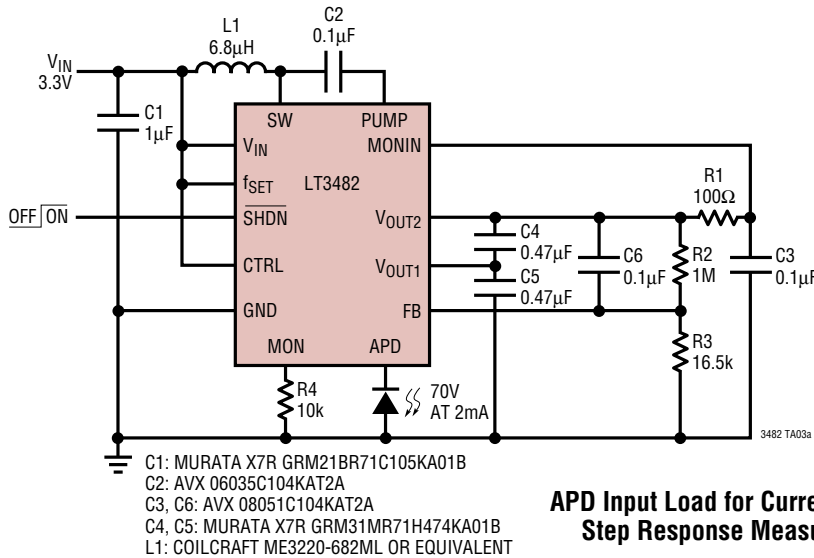 L1
6.8µH
C2
0.1µF
VIN
3.3V
C1
1µF
SW
PUMP
VIN
MONIN
fSET
LT3482
R1
100Ω
OFF ON
SHDN
VOUT2
C4
0.47µF
C6
0.1µF
R2
1M
C3
0.1µF
CTRL
VOUT1
C5
0.47µF
GND
FB
MON
APD
R3
16.5k
R4
10k
70V
AT 2mA
3482 TA03a
C1: MURATA X7R GRM21BR71C105KA01B
C2: AVX 06035C104KAT2A
C3, C6: AVX 08051C104KAT2A
C4, C5: MURATA X7R GRM31MR71H474KA01B
L1: COILCRAFT ME3220-682ML OR EQUIVALENT
APD Input Load for Curre
Step Response Measu